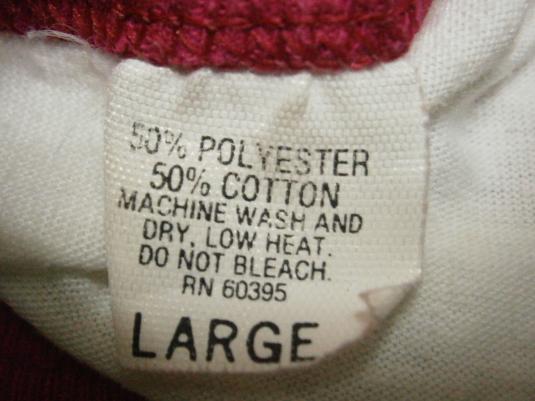 50% POLYESTER
50% COTTON
MACHINE WASH AND
DRY, LOW HEAT.
DO NOT BLEACH.
RN 60395
LARGE